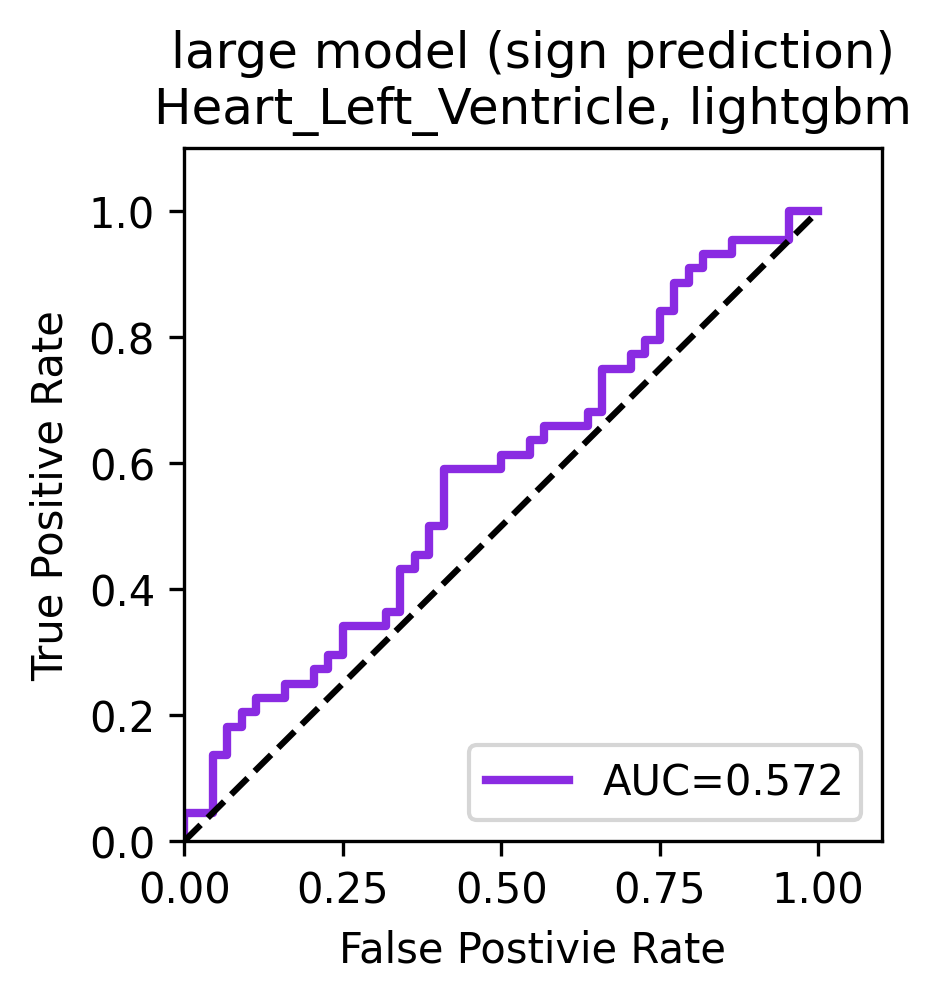 large model (sign prediction)
Heart_Left_Ventricle, lightgbm
True Positive Rate
1.0
0.8
0.6
0.4
0.2
0.0
AUC=0.572
0.00 0.25 0.50 0.75 1.00
False Postivie Rate